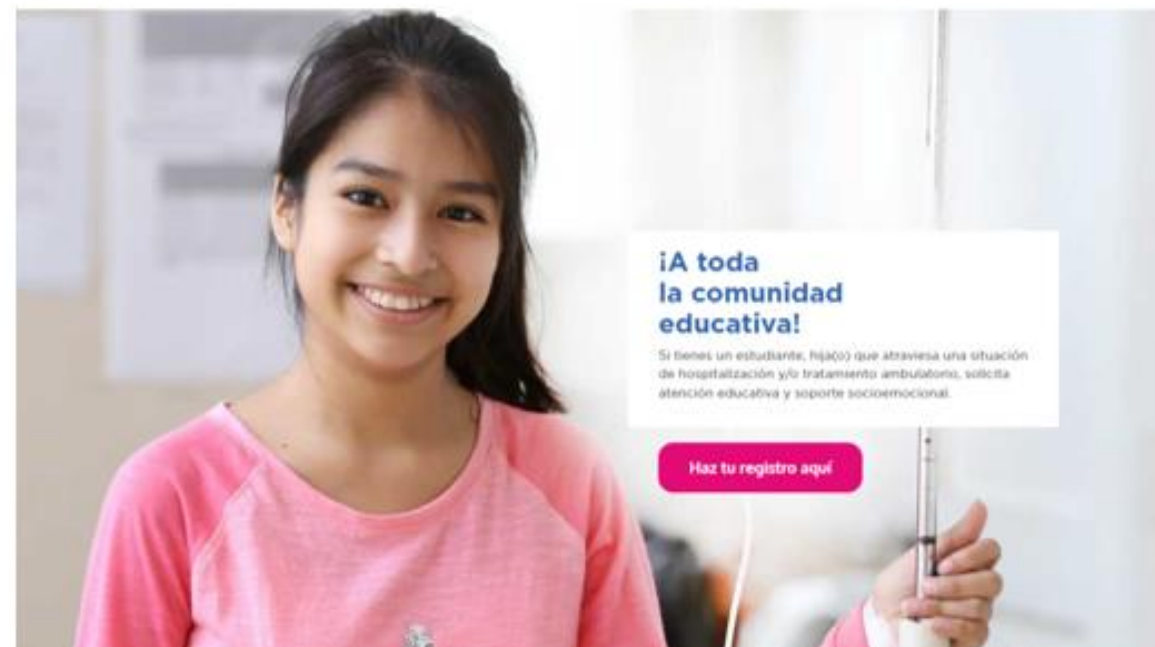 ¡A toda
la comunidad
educativa!
Si tienes un estudiante, hija(o) que atraviesa una situación
de hospitalización y/o tratamiento ambulatorio, solicita
atención educativa y soporte socioemocional.
Haz tu registro aquí